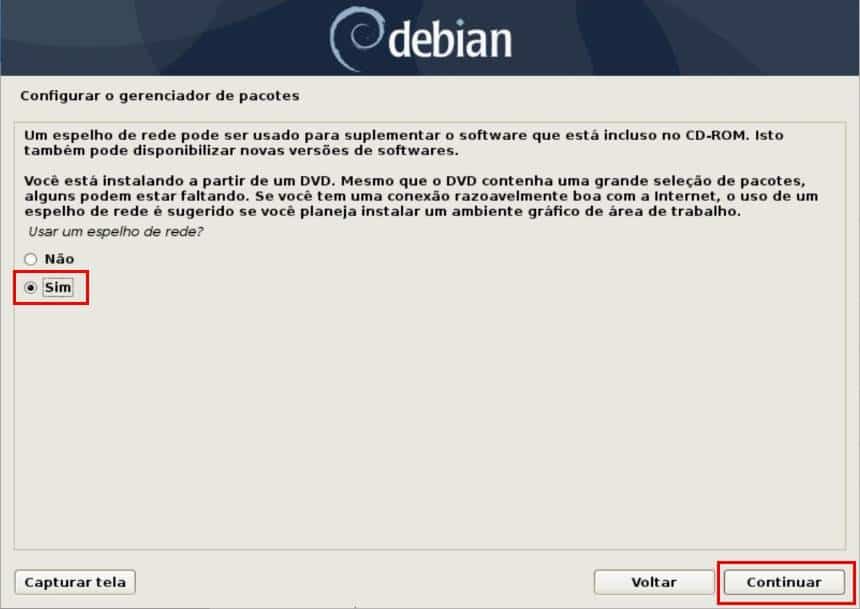 debian
Configurar o gerenciador de pacotes
Um espelho de rede pode ser usado para suplementar o software que está incluso no CD-ROM. Isto
também pode disponibilizar novas versões de softwares.
Você está instalando a partir de um DVD. Mesmo que o DVD contenha uma grande seleção de pacotes,
alguns podem estar faltando. Se você tem uma conexão razoavelmente boa com a Internet, o uso de um
espelho de rede é sugerido se você planeja instalar um ambiente gráfico de área de trabalho.
Usar um espelho de rede?
Não
Sim
Capturar tela
Voltar
Continuar